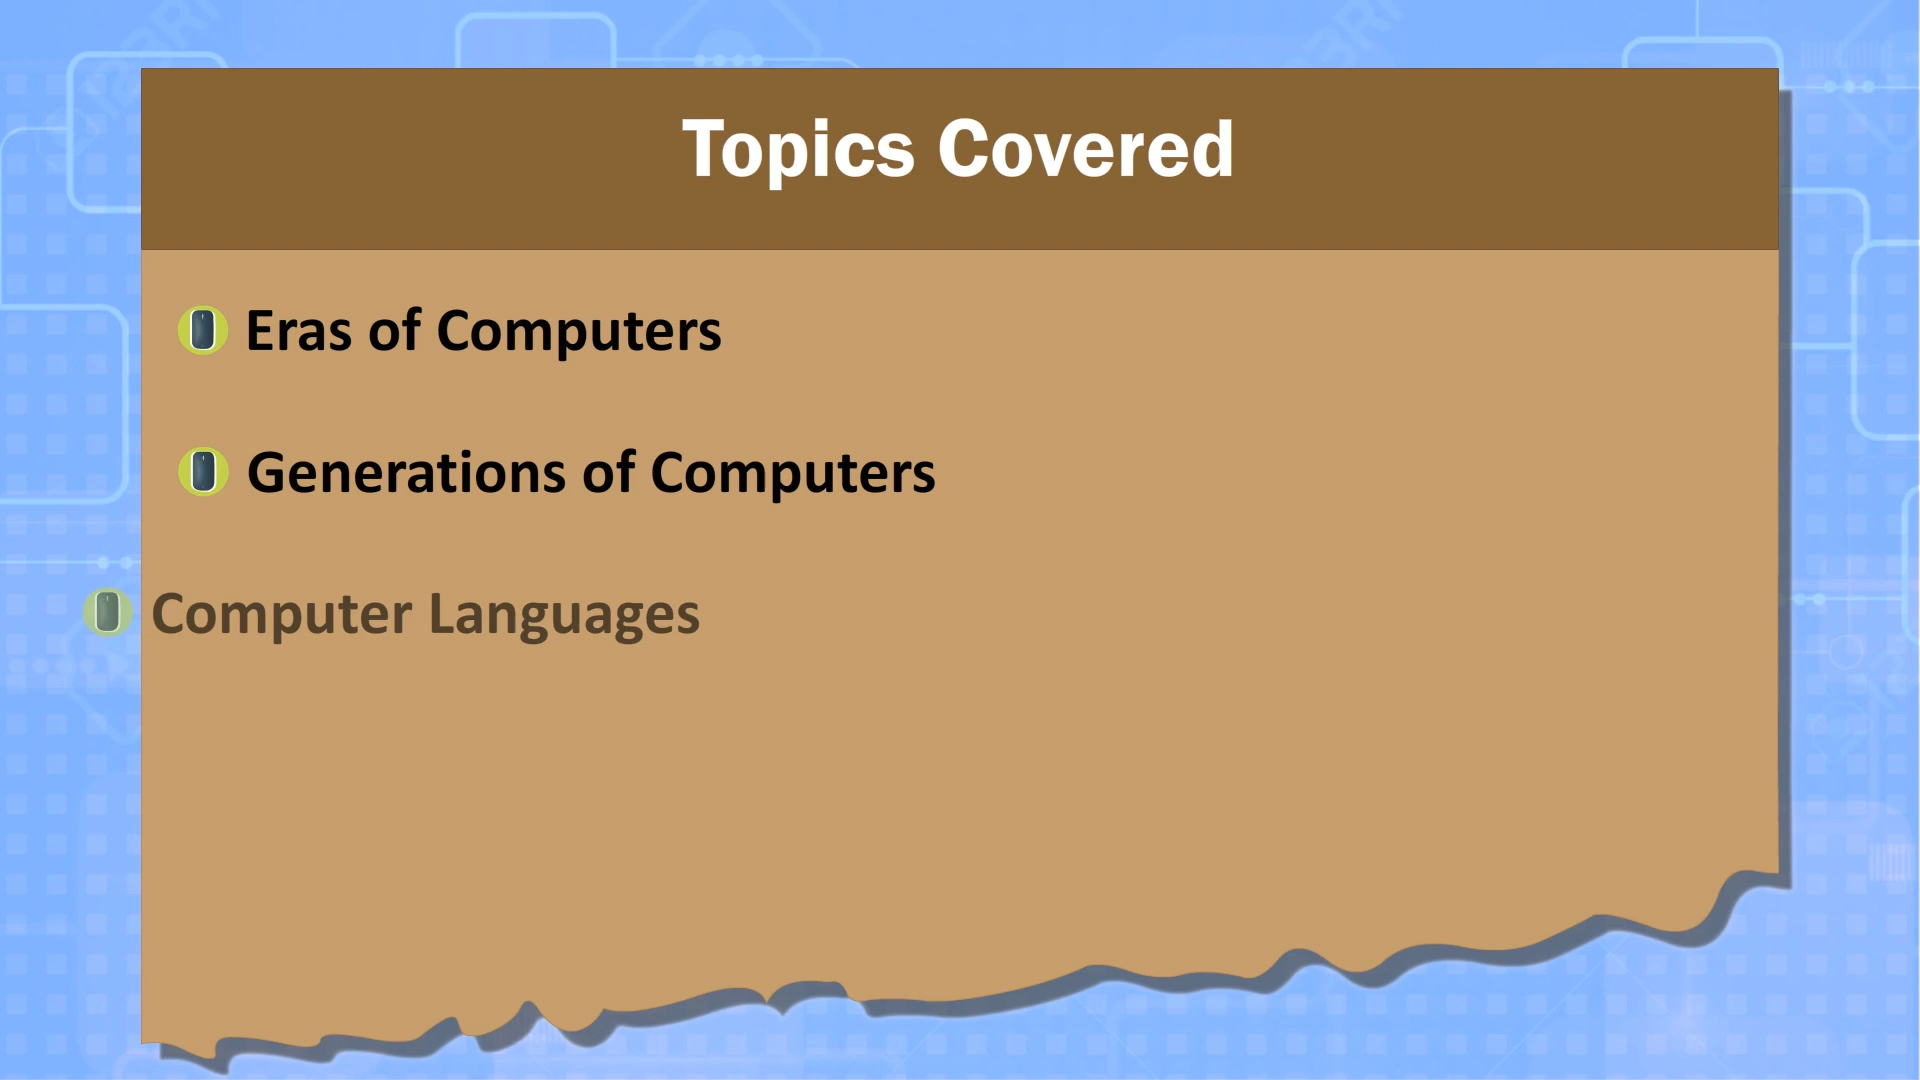 Topics Covered
Eras of Computers
Generations of Computers
Computer Languages